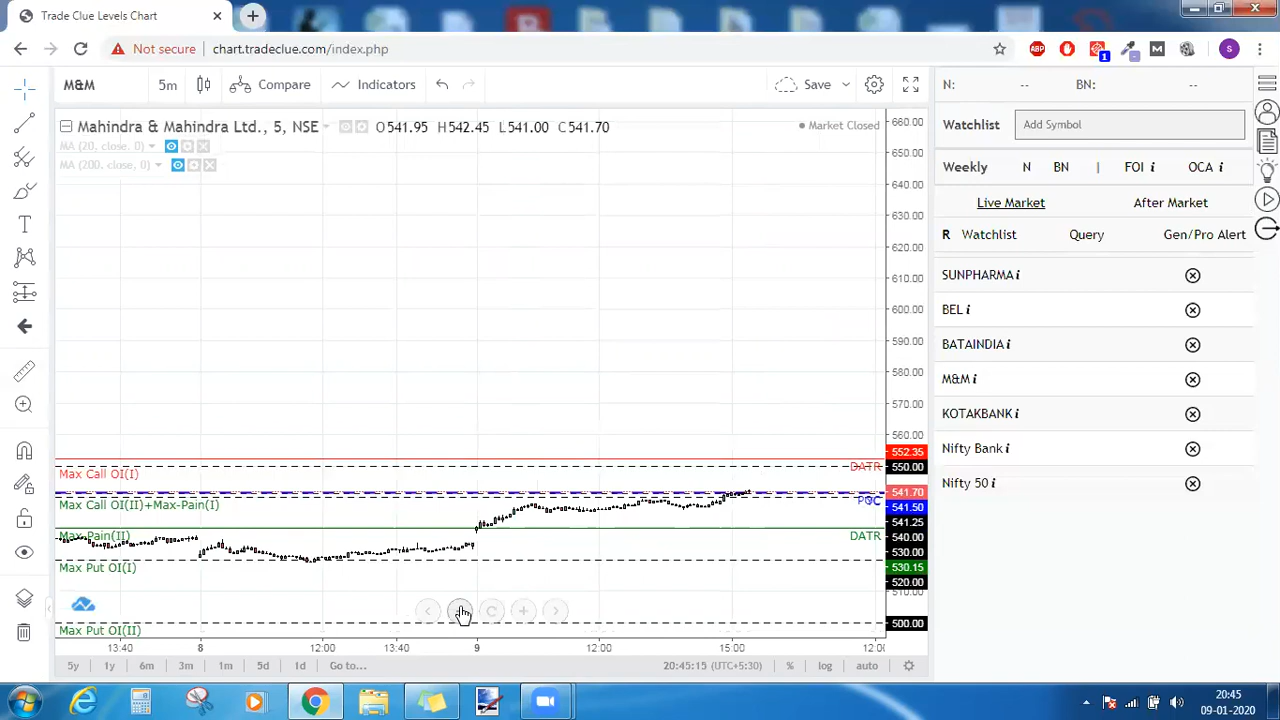 Trade Clue Levels Chart
Not secure chart.tradeclue.com/index.php
ABP 1 M S
M&M 5m Compare Indicators Save
Mahindra & Mahindra Ltd., 5, NSE O541.95 H542.45 L541.00 C541.70 Market Closed
MA (20, close, 0)
MA (200, close, 0)
660.00
650.00
640.00
630.00
620.00
610.00
600.00
590.00
580.00
570.00
560.00
552.35
DATR 550.00
Max Call OI(I)
541.70
Max Call OI(II)+Max-Pain(I) 541.50
541.25
Max-Pain(II) DATR 540.00
530.00
Max Put OI(I) 530.15
520.00
510.00
500.00
Max Put OI(II)
13:40 8 12:00 13:40 9 12:00 15:00 12:00
5y 1y 6m 3m 1m 5d 1d Go to... 20:45:15 (UTC+5:30) % log auto
N: -- BN: --
Watchlist Add Symbol
Weekly N BN | FOI i OCA i
Live Market After Market
R Watchlist Query Gen/Pro Alert
SUNPHARMA i
BEL i
BATAINDIA i
M&M i
KOTAKBANK i
Nifty Bank i
Nifty 50 i
20:45
09-01-2020